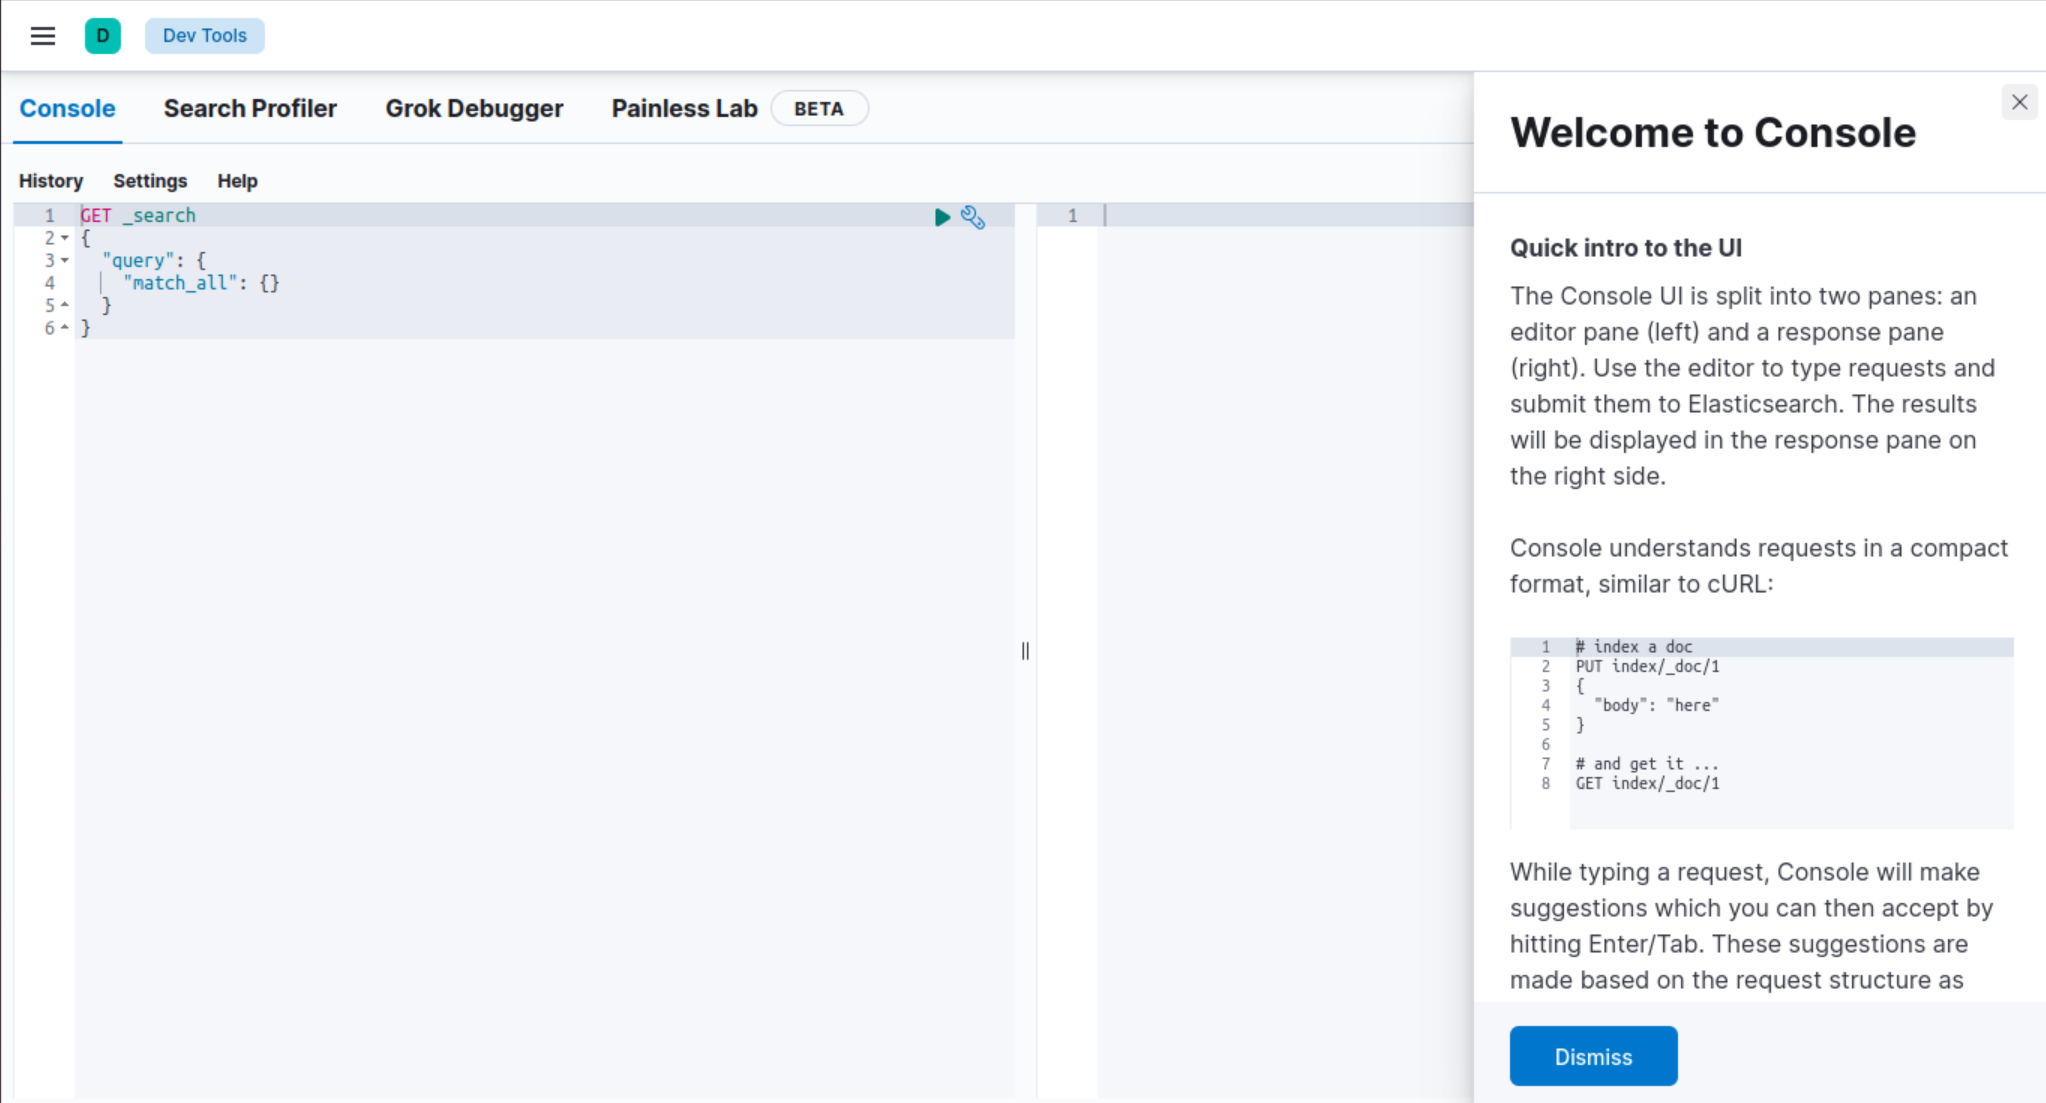 D Dev Tools
Console Search Profiler Grok Debugger Painless Lab BETA
History Settings Help
1 GET _search
2 {
3 "query": {
4 "match_all": {}
5 }
6 }
1
Welcome to Console
Quick intro to the UI
The Console UI is split into two panes: an
editor pane (left) and a response pane
(right). Use the editor to type requests and
submit them to Elasticsearch. The results
will be displayed in the response pane on
the right side.
Console understands requests in a compact
format, similar to cURL:
1 # index a doc
2 PUT index/_doc/1
3 {
4 "body": "here"
5 }
6
7 # and get it ...
8 GET index/_doc/1
While typing a request, Console will make
suggestions which you can then accept by
hitting Enter/Tab. These suggestions are
made based on the request structure as
Dismiss